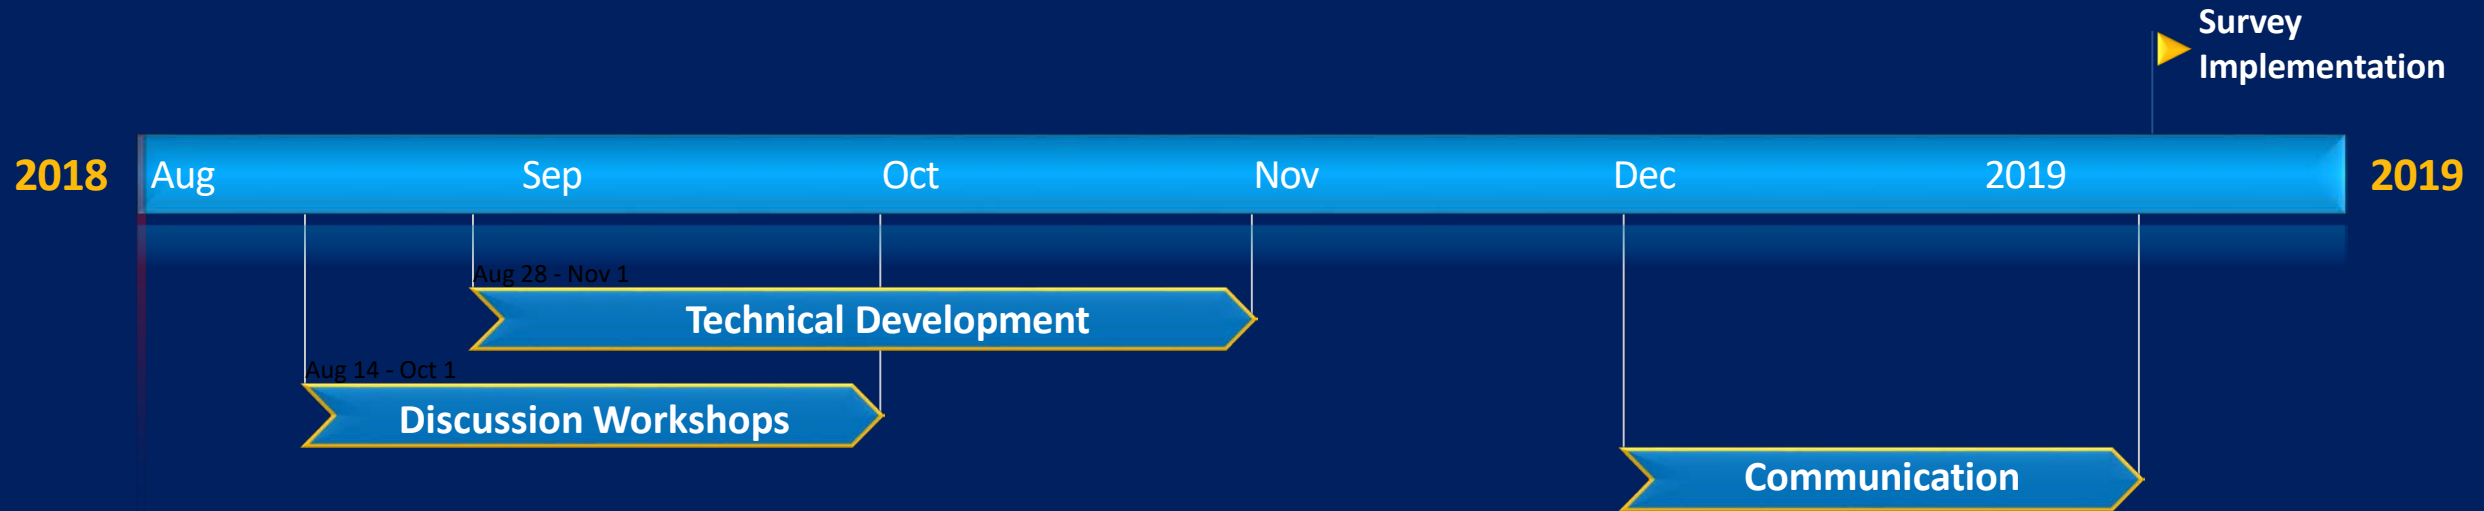 Survey
Implementation
2018 Aug Sep Oct Nov Dec 2019 2019
Aug 28 - Nov 1
Technical Development
Aug 14 - Oct 1
Discussion Workshops
Communication